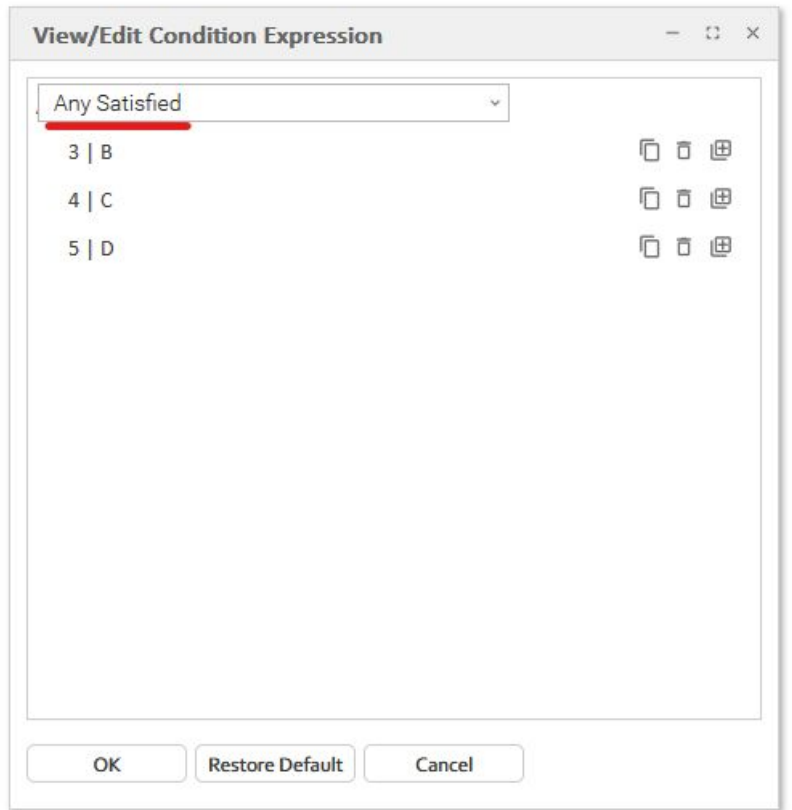 View/Edit Condition Expression
Any Satisfied
3 | B
4 | C
5 | D
OK Restore Default Cancel